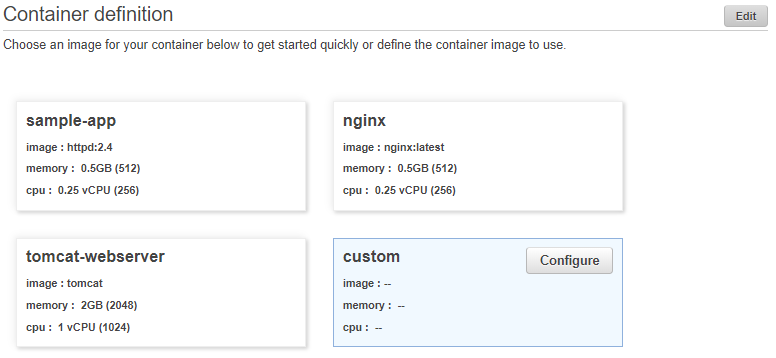 Container definition
Edit
Choose an image for your container below to get started quickly or define the container image to use.
sample-app
image : httpd:2.4
memory : 0.5GB (512)
cpu : 0.25 vCPU (256)
nginx
image : nginx:latest
memory : 0.5GB (512)
cpu : 0.25 vCPU (256)
tomcat-webserver
image : tomcat
memory : 2GB (2048)
cpu : 1 vCPU (1024)
custom
Configure
image : --
memory : --
cpu : --